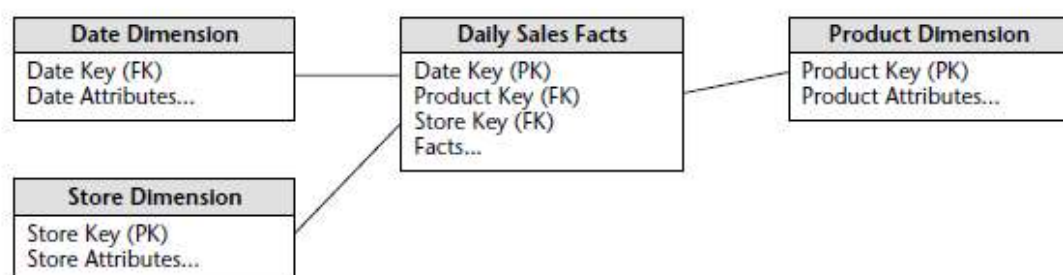 Date Dimension
Date Key (FK)
Date Attributes...
Daily Sales Facts
Date Key (PK)
Product Key (FK)
Store Key (FK)
Facts...
Product Dimension
Product Key (PK)
Product Attributes...
Store Dimension
Store Key (PK)
Store Attributes...